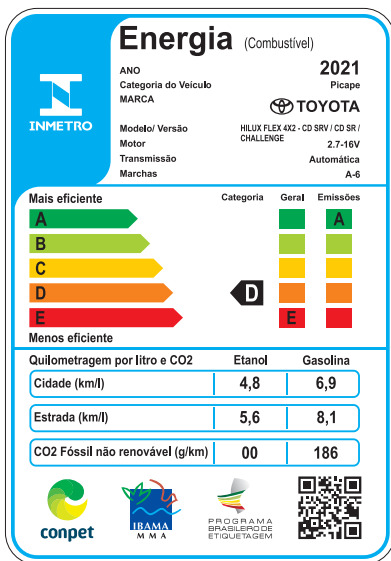 Energia (Combustível)
ANO 2021
Categoria do Veículo Picape
MARCA TOYOTA
INMETRO
Modelo/ Versão HILUX FLEX 4X2 - CD SRV / CD SR /
CHALLENGE
Motor 2.7-16V
Transmissão Automática
Marchas A-6
Mais eficiente Categoria Geral Emissões
A A
B
C
D D
E E
Menos eficiente
Quilometragem por litro e CO2 Etanol Gasolina
Cidade (km/l) 4,8 6,9
Estrada (km/l) 5,6 8,1
CO2 Fóssil não renovável (g/km) 00 186
conpet
IBAMA
M M A
PROGRAMA
BRASILEIRO DE
ETIQUETAGEM